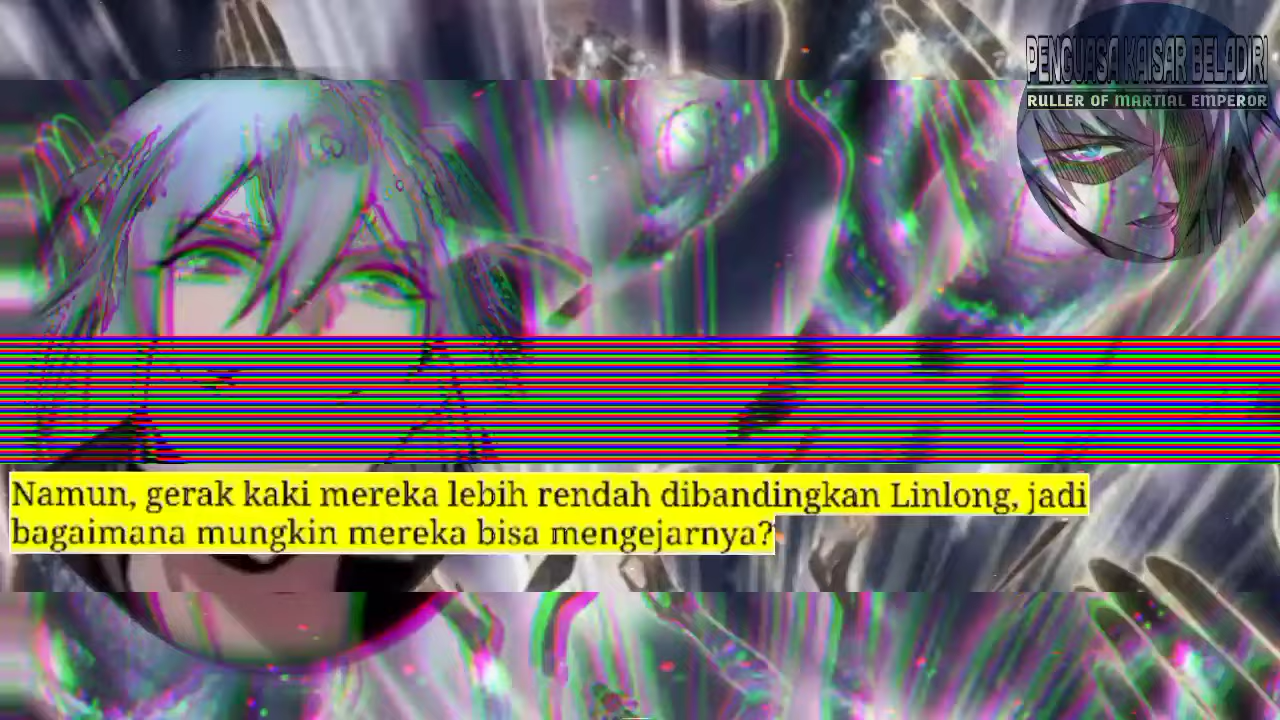 PENGUASA KAISAR BELADIRI
RULLER OF MARTIAL EMPEROR
Namun, gerak kaki mereka lebih rendah dibandingkan Linlong, jadi
bagaimana mungkin mereka bisa mengejarnya?